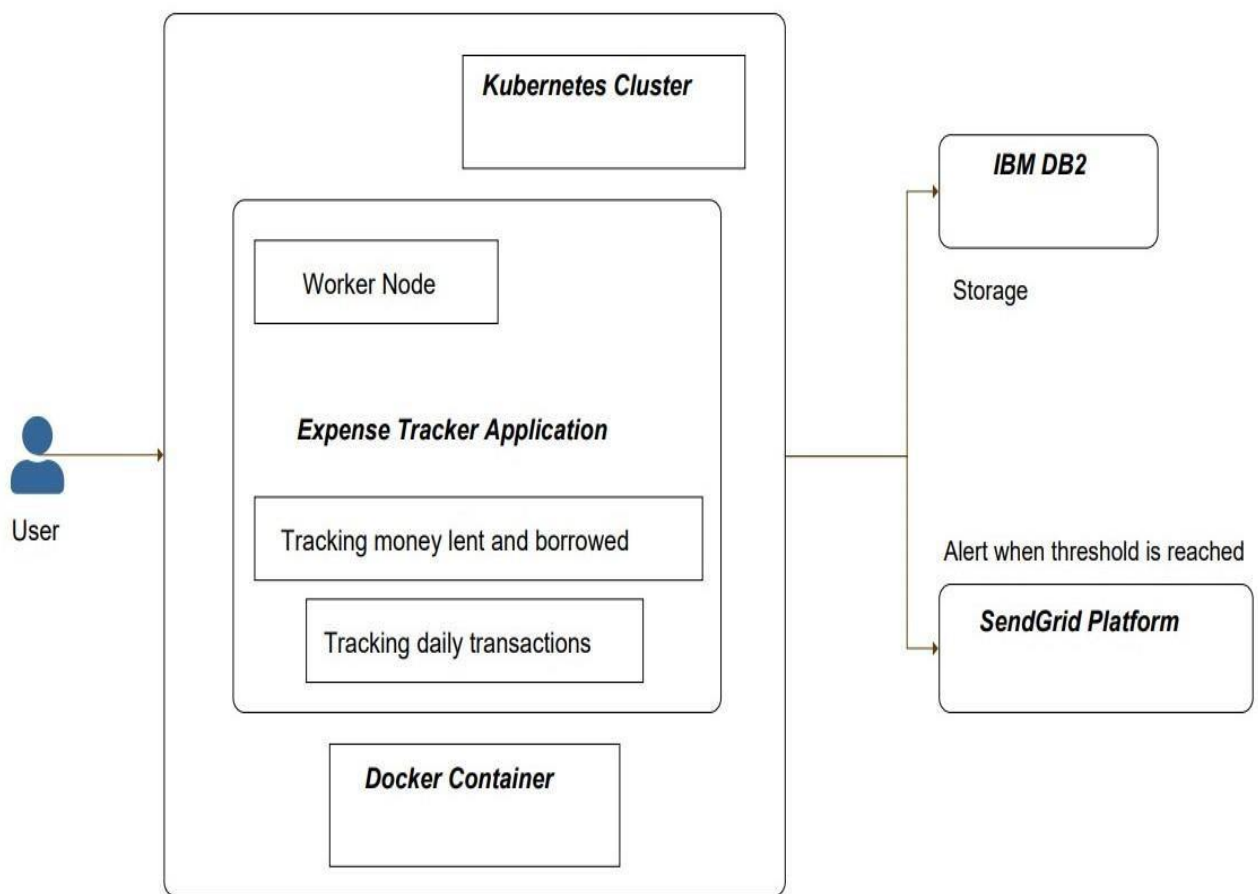 Kubernetes Cluster
IBM DB2
Worker Node
Storage
Expense Tracker Application
User
Tracking money lent and borrowed
Alert when threshold is reached
SendGrid Platform
Tracking daily transactions
Docker Container